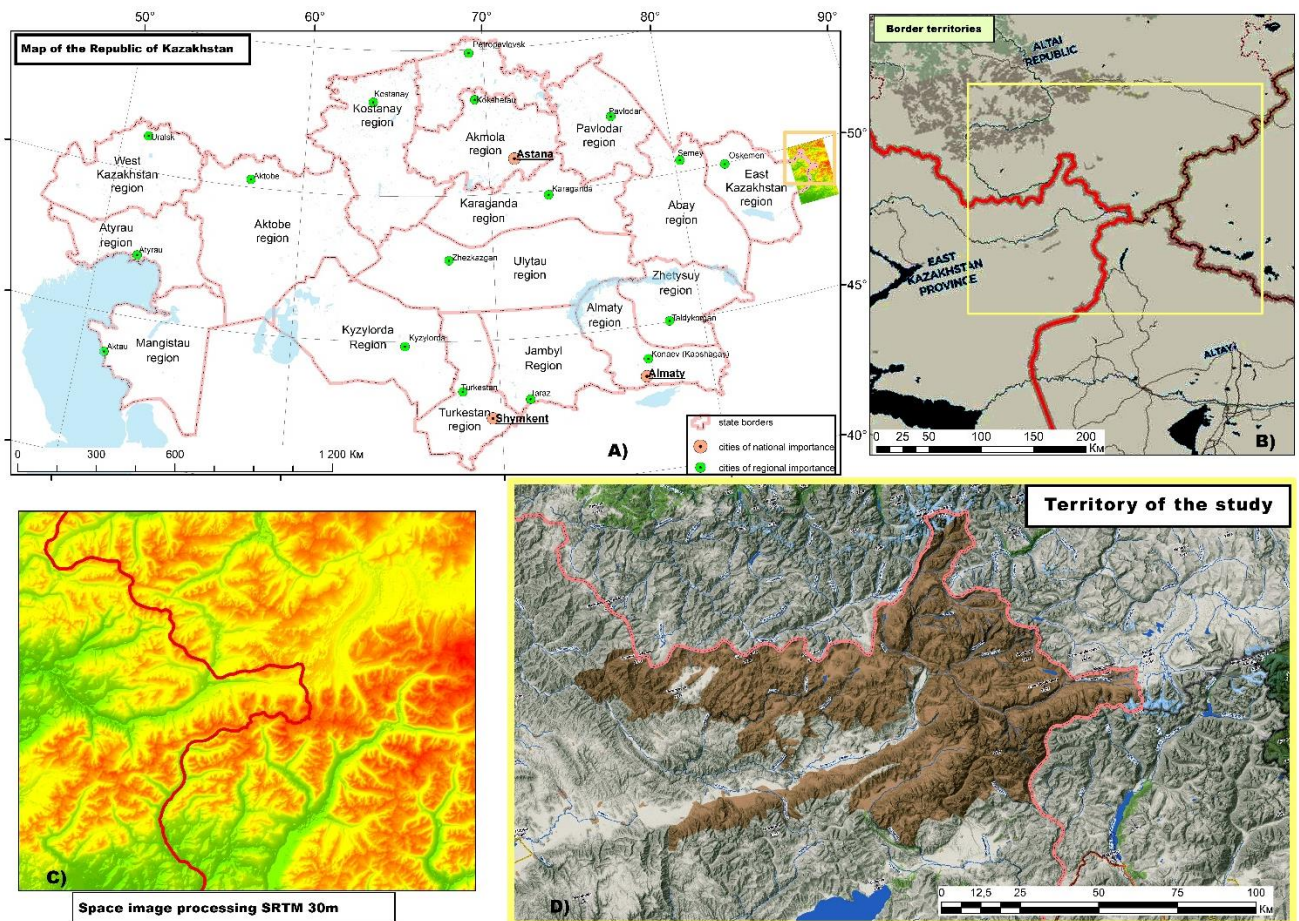 50°
60°
70°
80°
90°
Map of the Republic of Kazakhstan
Petropavlovsk
Kostanay
Kostanay
region
Kokshetau
Akmola
region
Astana
Pavlodar
Pavlodar
region
Uralsk
West
Kazakhstan
region
Aktobe
Aktobe
region
Karaganda
Karaganda
region
Semey
Oskemen
East
Kazakhstan
region
Abay
region
Atyrau
region
Atyrau
Zhezkazgan
Ulytau
region
Zhetysuy
region
Almaty
region
Taldykorgan
Aktau
Mangistau
region
Kyzylorda
Region
Kyzylorda
Jambyl
Region
Konaev (Kapshagas)
Almaty
Turkestan
Taraz
Shymkent
Turkestan
region
A)
state borders
cities of national importance
cities of regional importance
0 300 600 1200 Км
50°
45°
40°
Border territories
ALTAI
REPUBLIC
EAST
KAZAKHSTAN
PROVINCE
ALTAY
B)
0 25 50 100 150 200
Км
C)
Space image processing SRTM 30m
Territory of the study
D)
0 12,5 25 50 75 100
Км